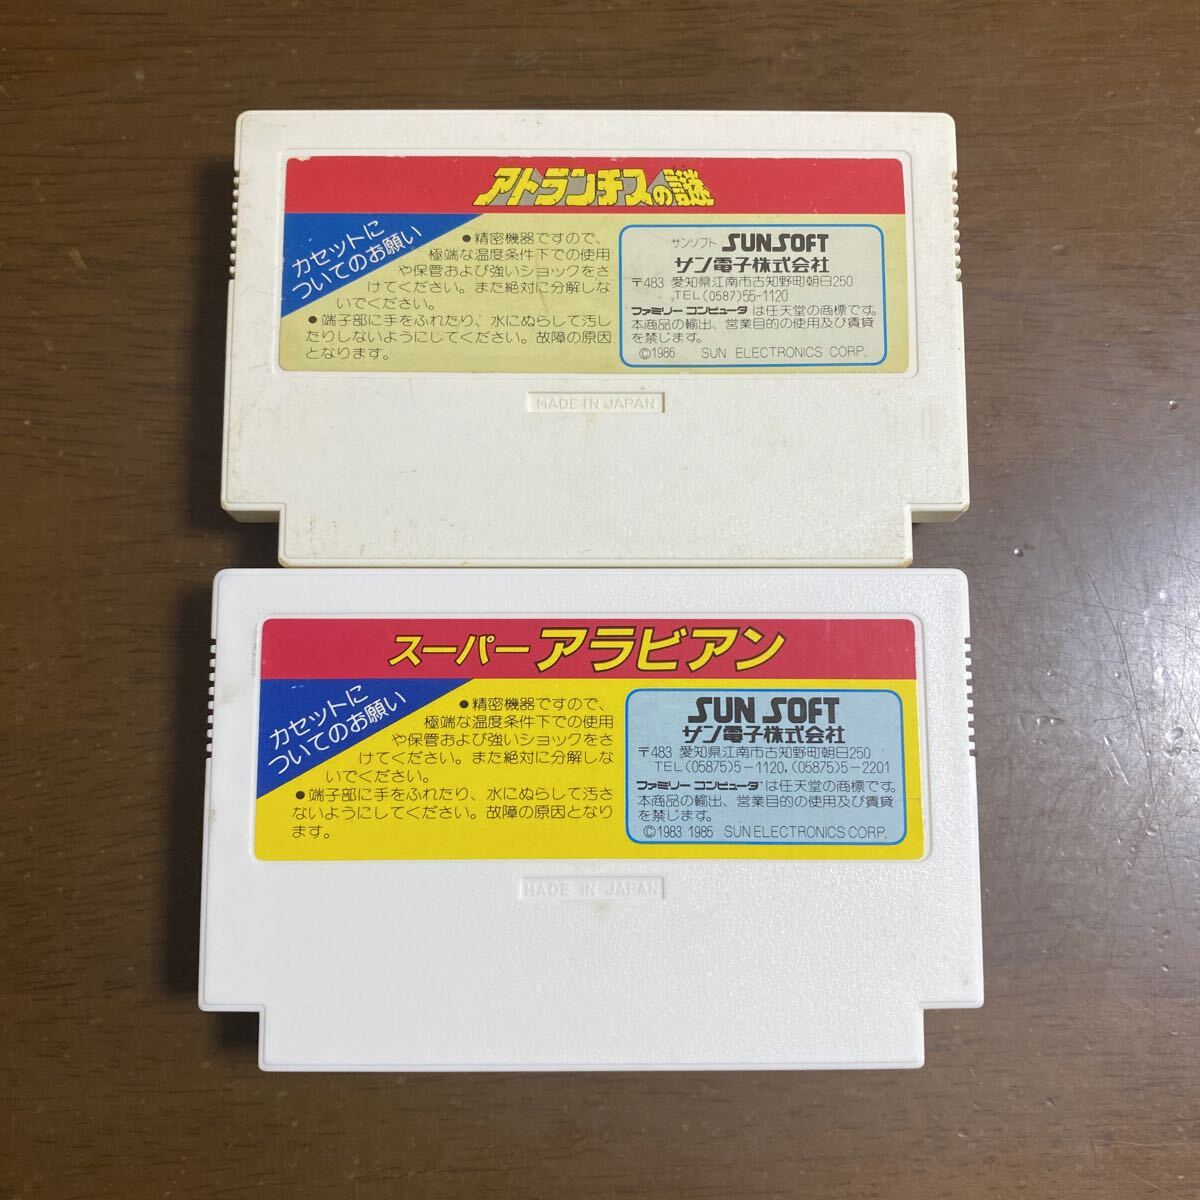 アトランチスの謎
カセットに
ついてのお願い
●精密機器ですので、
極端な温度条件下での使用
や保管および強いショックをさ
けてください。また絶対に分解しな
いでください。
●端子部に手をふれたり、水にぬらして汚し
たりしないようにしてください。故障の原因
となります。
サンソフト SUNSOFT
サン電子株式会社
〒483 愛知県江南市古知野町朝日250
TEL(0587)55-1120
ファミリーコンピュータは任天堂の商標です。
本商品の輸出、営業目的の使用及び賃貸
を禁じます。
©1986 SUN ELECTRONICS CORP.
MADE IN JAPAN
スーパーアラビアン
カセットに
ついてのお願い
●精密機器ですので、
極端な温度条件下での使用
や保管および強いショックをさ
けてください。また絶対に分解しな
いでください。
●端子部に手をふれたり、水にぬらして汚さ
ないようにしてください。故障の原因となり
ます。
SUN SOFT
サン電子株式会社
〒483 愛知県江南市古知野町朝日250
TEL(05875)5-1120,(05875)5-2201
ファミリーコンピュータ™は任天堂の商標です。
本商品の輸出、営業目的の使用及び賃貸
を禁じます。
©1983 1985 SUN ELECTRONICS CORP.
MADE IN JAPAN